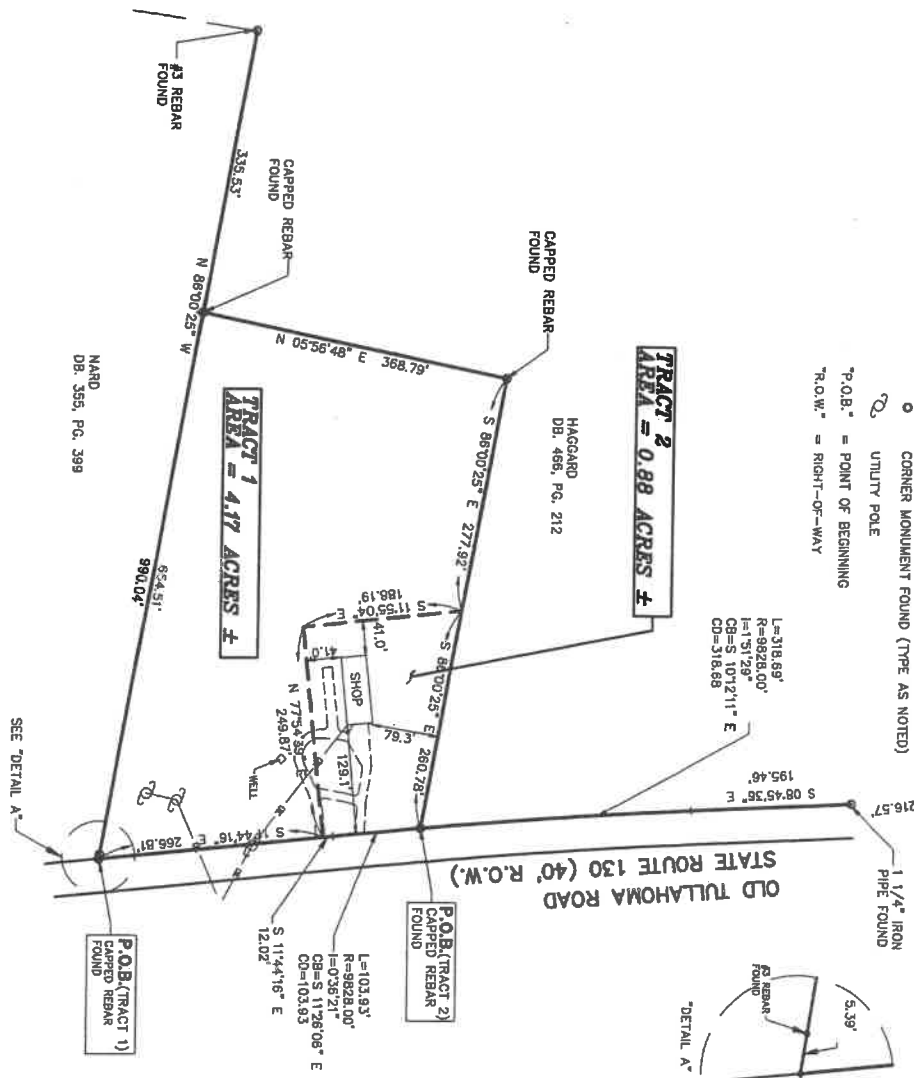 O CORNER MONUMENT FOUND (TYPE AS NOTED)
UTILITY POLE
"P.O.B." = POINT OF BEGINNING
"R.O.W." = RIGHT-OF-WAY
216.57'
1 1/4" IRON
PIPE FOUND
5.39'
#3 REBAR
FOUND
"DETAIL A"
OLD TULLAHOMA ROAD
STATE ROUTE 130 (40' R.O.W.)
S 08°45'36" E
195.46'
L=318.69'
R=9828.00'
I=1°51'29"
CB=S 10°12'11" E
CD=318.68
TRACT 2
AREA = 0.88 ACRES ±
HAGGARD
DB. 466, PG. 212
CAPPED REBAR
FOUND
S 86°00'25" E 277.92'
S 86°00'25" E 260.78'
P.O.B.(TRACT 2)
CAPPED REBAR
FOUND
L=103.93'
R=9828.00'
I=0°36'21"
CB=S 11°26'06" E
CD=103.93
S 11°44'16" E
12.02'
S 11°55'04" E
188.19'
41.0'
41.0'
SHOP
79.3'
129.1'
N 77°54'39" E
249.87'
WELL
S 11°44'16" E 266.81'
N 05°56'48" E 368.79'
TRACT 1
AREA = 4.17 ACRES ±
CAPPED REBAR
FOUND
#3 REBAR
FOUND
335.53'
N 86°00'25" W
654.51'
990.04'
NARD
DB. 355, PG. 399
SEE "DETAIL A"
P.O.B.(TRACT 1)
CAPPED REBAR
FOUND